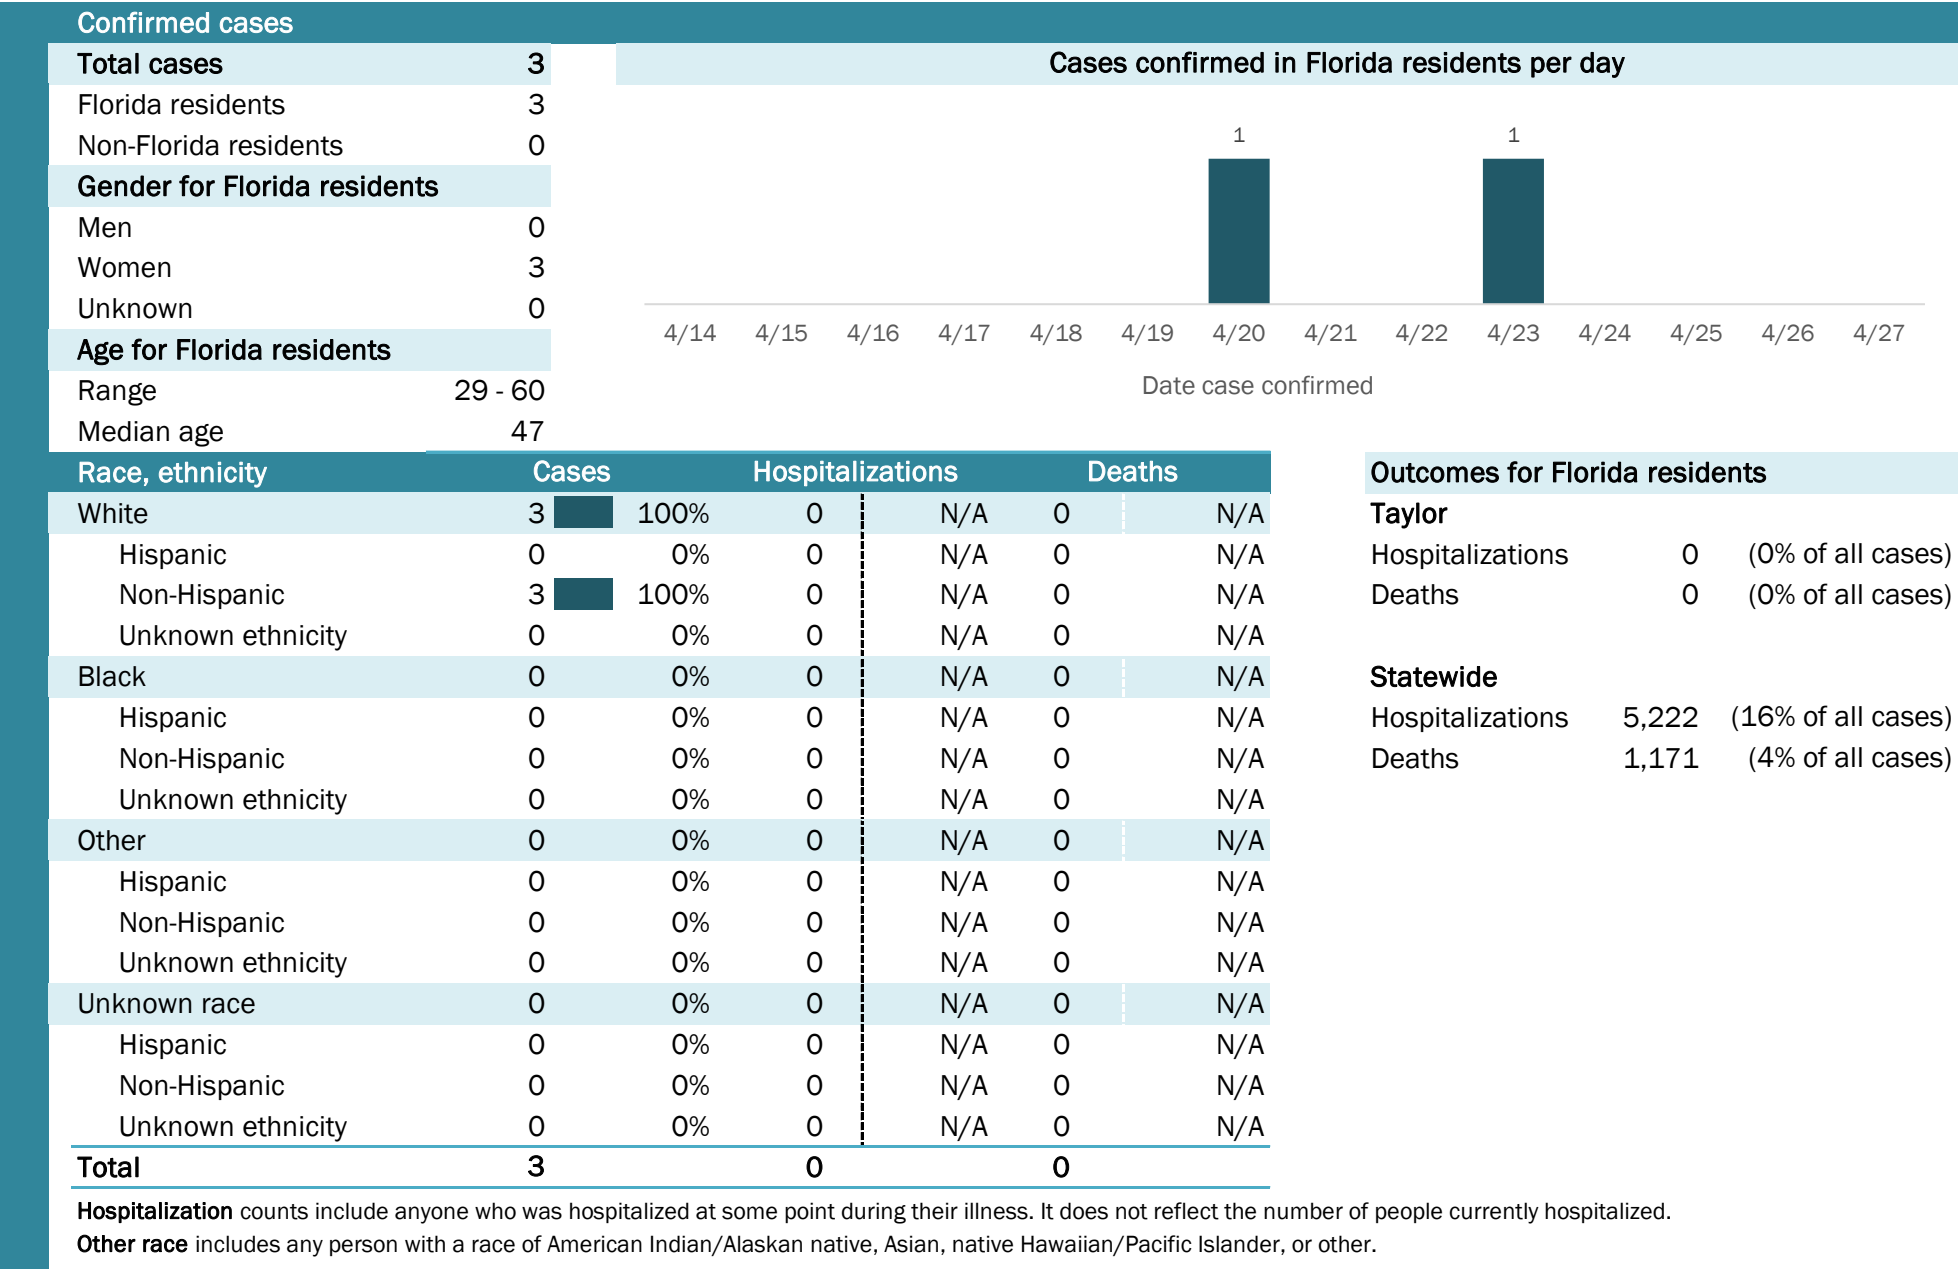 Confirmed cases
Total cases 3
Florida residents 3
Non-Florida residents 0
Gender for Florida residents
Men 0
Women 3
Unknown 0
Age for Florida residents
Range 29 - 60
Median age 47
Cases confirmed in Florida residents per day
1 1
4/14 4/15 4/16 4/17 4/18 4/19 4/20 4/21 4/22 4/23 4/24 4/25 4/26 4/27
Date case confirmed
Race, ethnicity Cases Hospitalizations Deaths
White 3 100% 0 N/A 0 N/A
Hispanic 0 0% 0 N/A 0 N/A
Non-Hispanic 3 100% 0 N/A 0 N/A
Unknown ethnicity 0 0% 0 N/A 0 N/A
Black 0 0% 0 N/A 0 N/A
Hispanic 0 0% 0 N/A 0 N/A
Non-Hispanic 0 0% 0 N/A 0 N/A
Unknown ethnicity 0 0% 0 N/A 0 N/A
Other 0 0% 0 N/A 0 N/A
Hispanic 0 0% 0 N/A 0 N/A
Non-Hispanic 0 0% 0 N/A 0 N/A
Unknown ethnicity 0 0% 0 N/A 0 N/A
Unknown race 0 0% 0 N/A 0 N/A
Hispanic 0 0% 0 N/A 0 N/A
Non-Hispanic 0 0% 0 N/A 0 N/A
Unknown ethnicity 0 0% 0 N/A 0 N/A
Total 3 0 0
Outcomes for Florida residents
Taylor
Hospitalizations 0 (0% of all cases)
Deaths 0 (0% of all cases)
Statewide
Hospitalizations 5,222 (16% of all cases)
Deaths 1,171 (4% of all cases)
Hospitalization counts include anyone who was hospitalized at some point during their illness. It does not reflect the number of people currently hospitalized.
Other race includes any person with a race of American Indian/Alaskan native, Asian, native Hawaiian/Pacific Islander, or other.